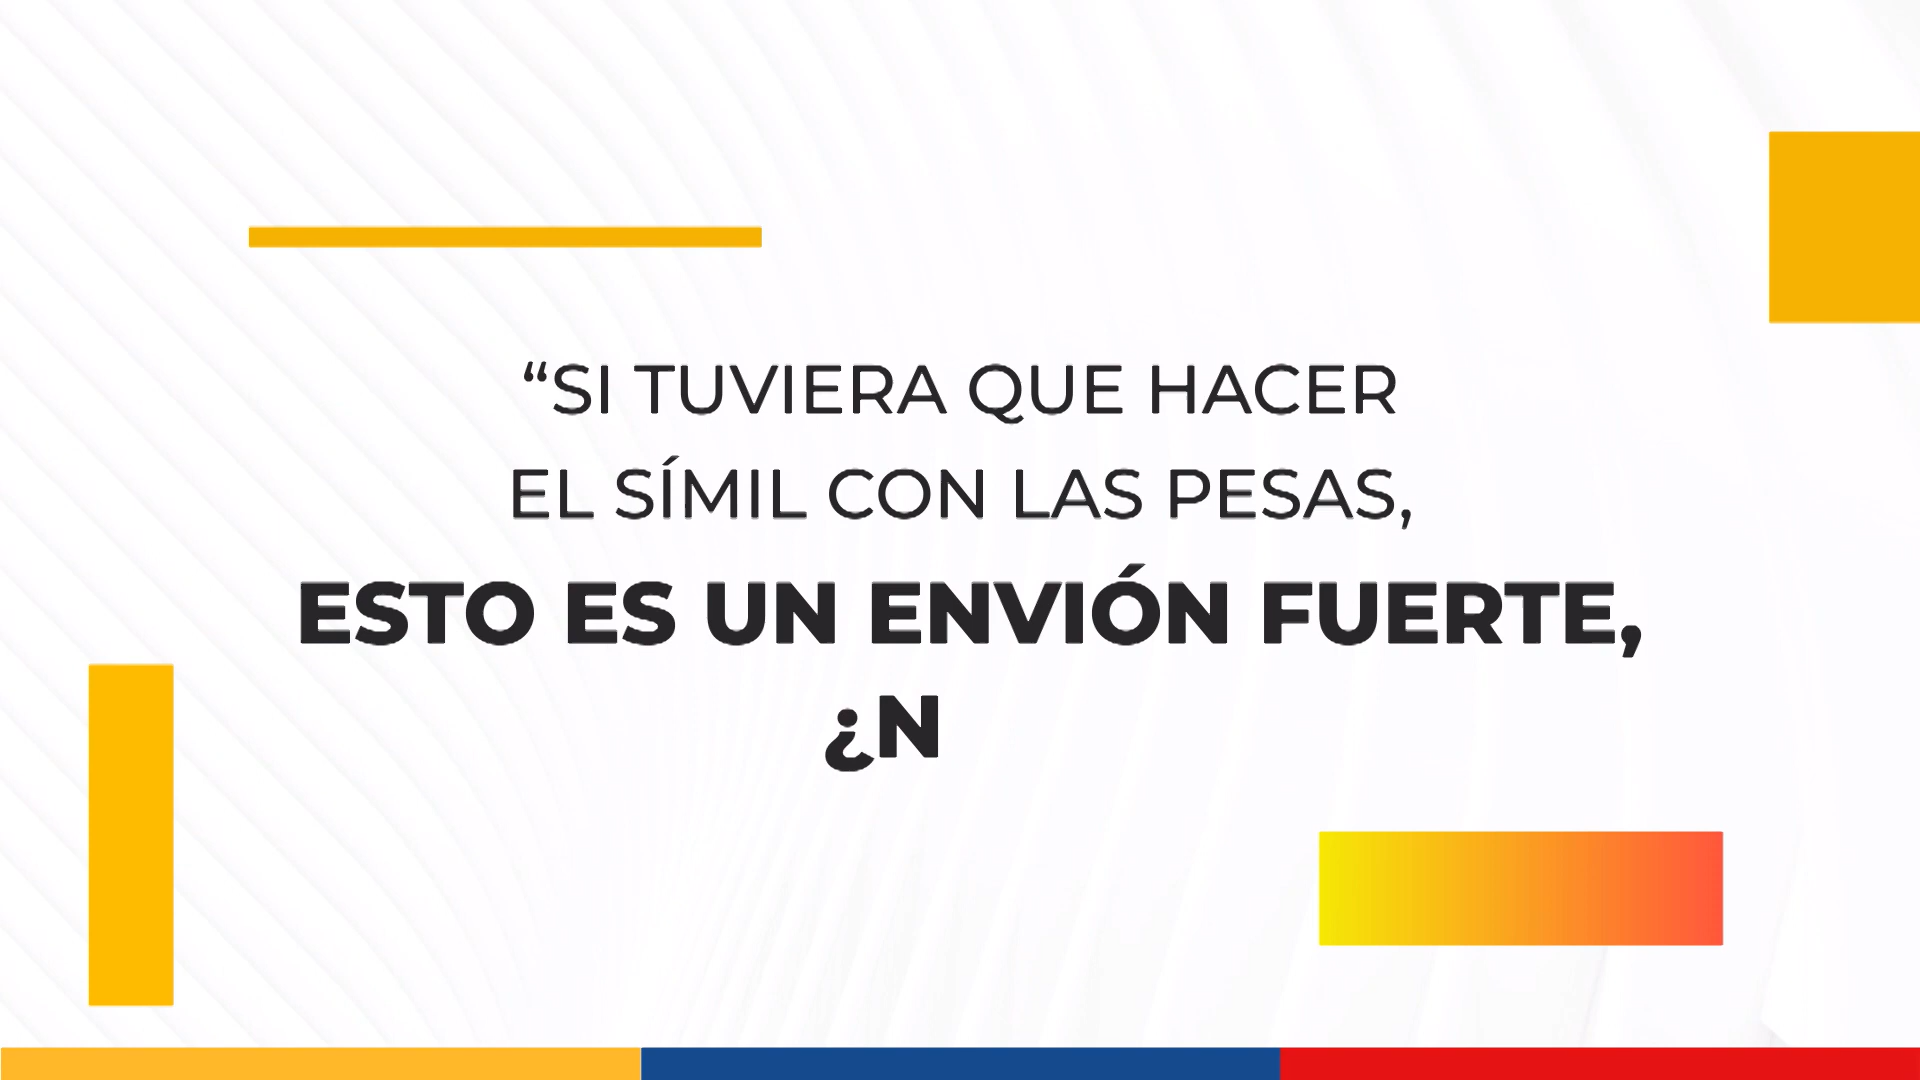 “SI TUVIERA QUE HACER
EL SÍMIL CON LAS PESAS,
ESTO ES UN ENVIÓN FUERTE,
¿N